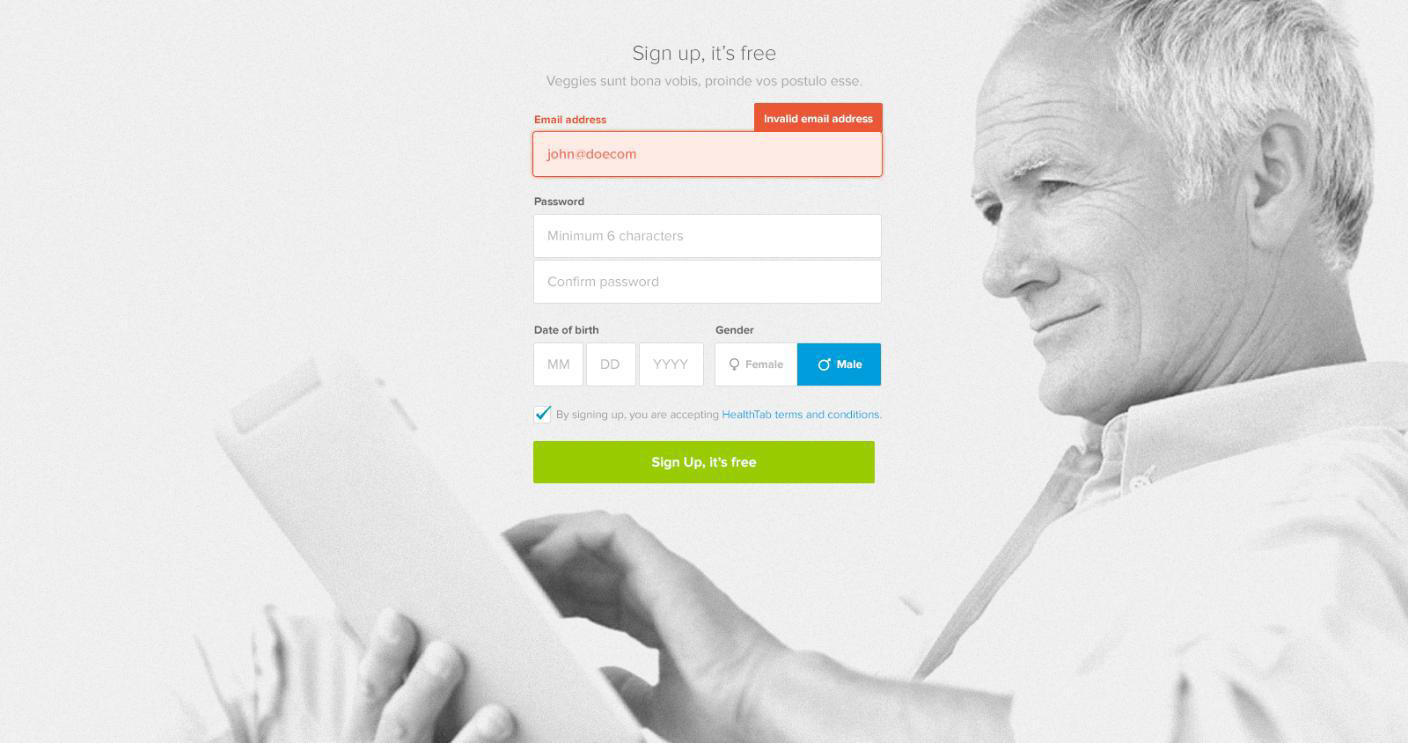 Sign up, it's free
Veggies sunt bona vobis, proinde vos postulo esse.
Email address
Invalid email address
john@doecom
Password
Minimum 6 characters
Confirm password
Date of birth
Gender
MM DD YYYY
Female Male
By signing up, you are accepting HealthTab terms and conditions.
Sign Up, it's free